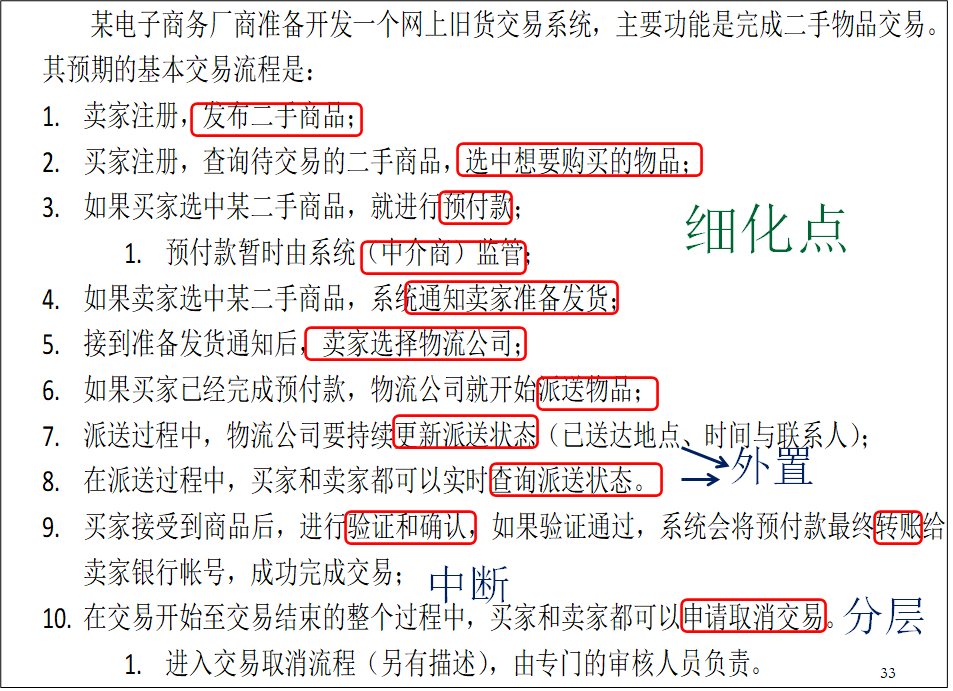 某电子商务厂商准备开发一个网上旧货交易系统，主要功能是完成二手物品交易。
其预期的基本交易流程是：
1. 卖家注册，发布二手商品；
2. 买家注册，查询待交易的二手商品，选中想要购买的物品；
3. 如果买家选中某二手商品，就进行预付款；
细化点
1. 预付款暂时由系统（中介商）监管；
4. 如果卖家选中某二手商品，系统通知卖家准备发货；
5. 接到准备发货通知后，卖家选择物流公司；
6. 如果买家已经完成预付款，物流公司就开始派送物品；
7. 派送过程中，物流公司要持续更新派送状态（已送达地点、时间与联系人）；
外置
8. 在派送过程中，买家和卖家都可以实时查询派送状态。
9. 买家接受到商品后，进行验证和确认，如果验证通过，系统会将预付款最终转账给
卖家银行帐号，成功完成交易；
中断
10. 在交易开始至交易结束的整个过程中，买家和卖家都可以申请取消交易。
分层
1. 进入交易取消流程（另有描述），由专门的审核人员负责。
33